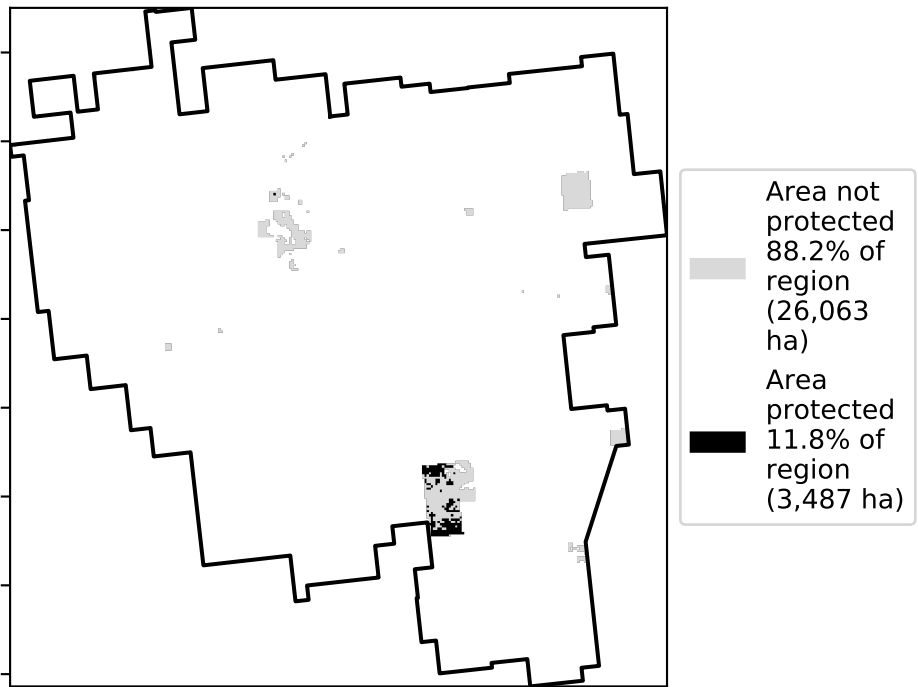 Area not
protected
88.2% of
region
(26,063
ha)
Area
protected
11.8% of
region
(3,487 ha)